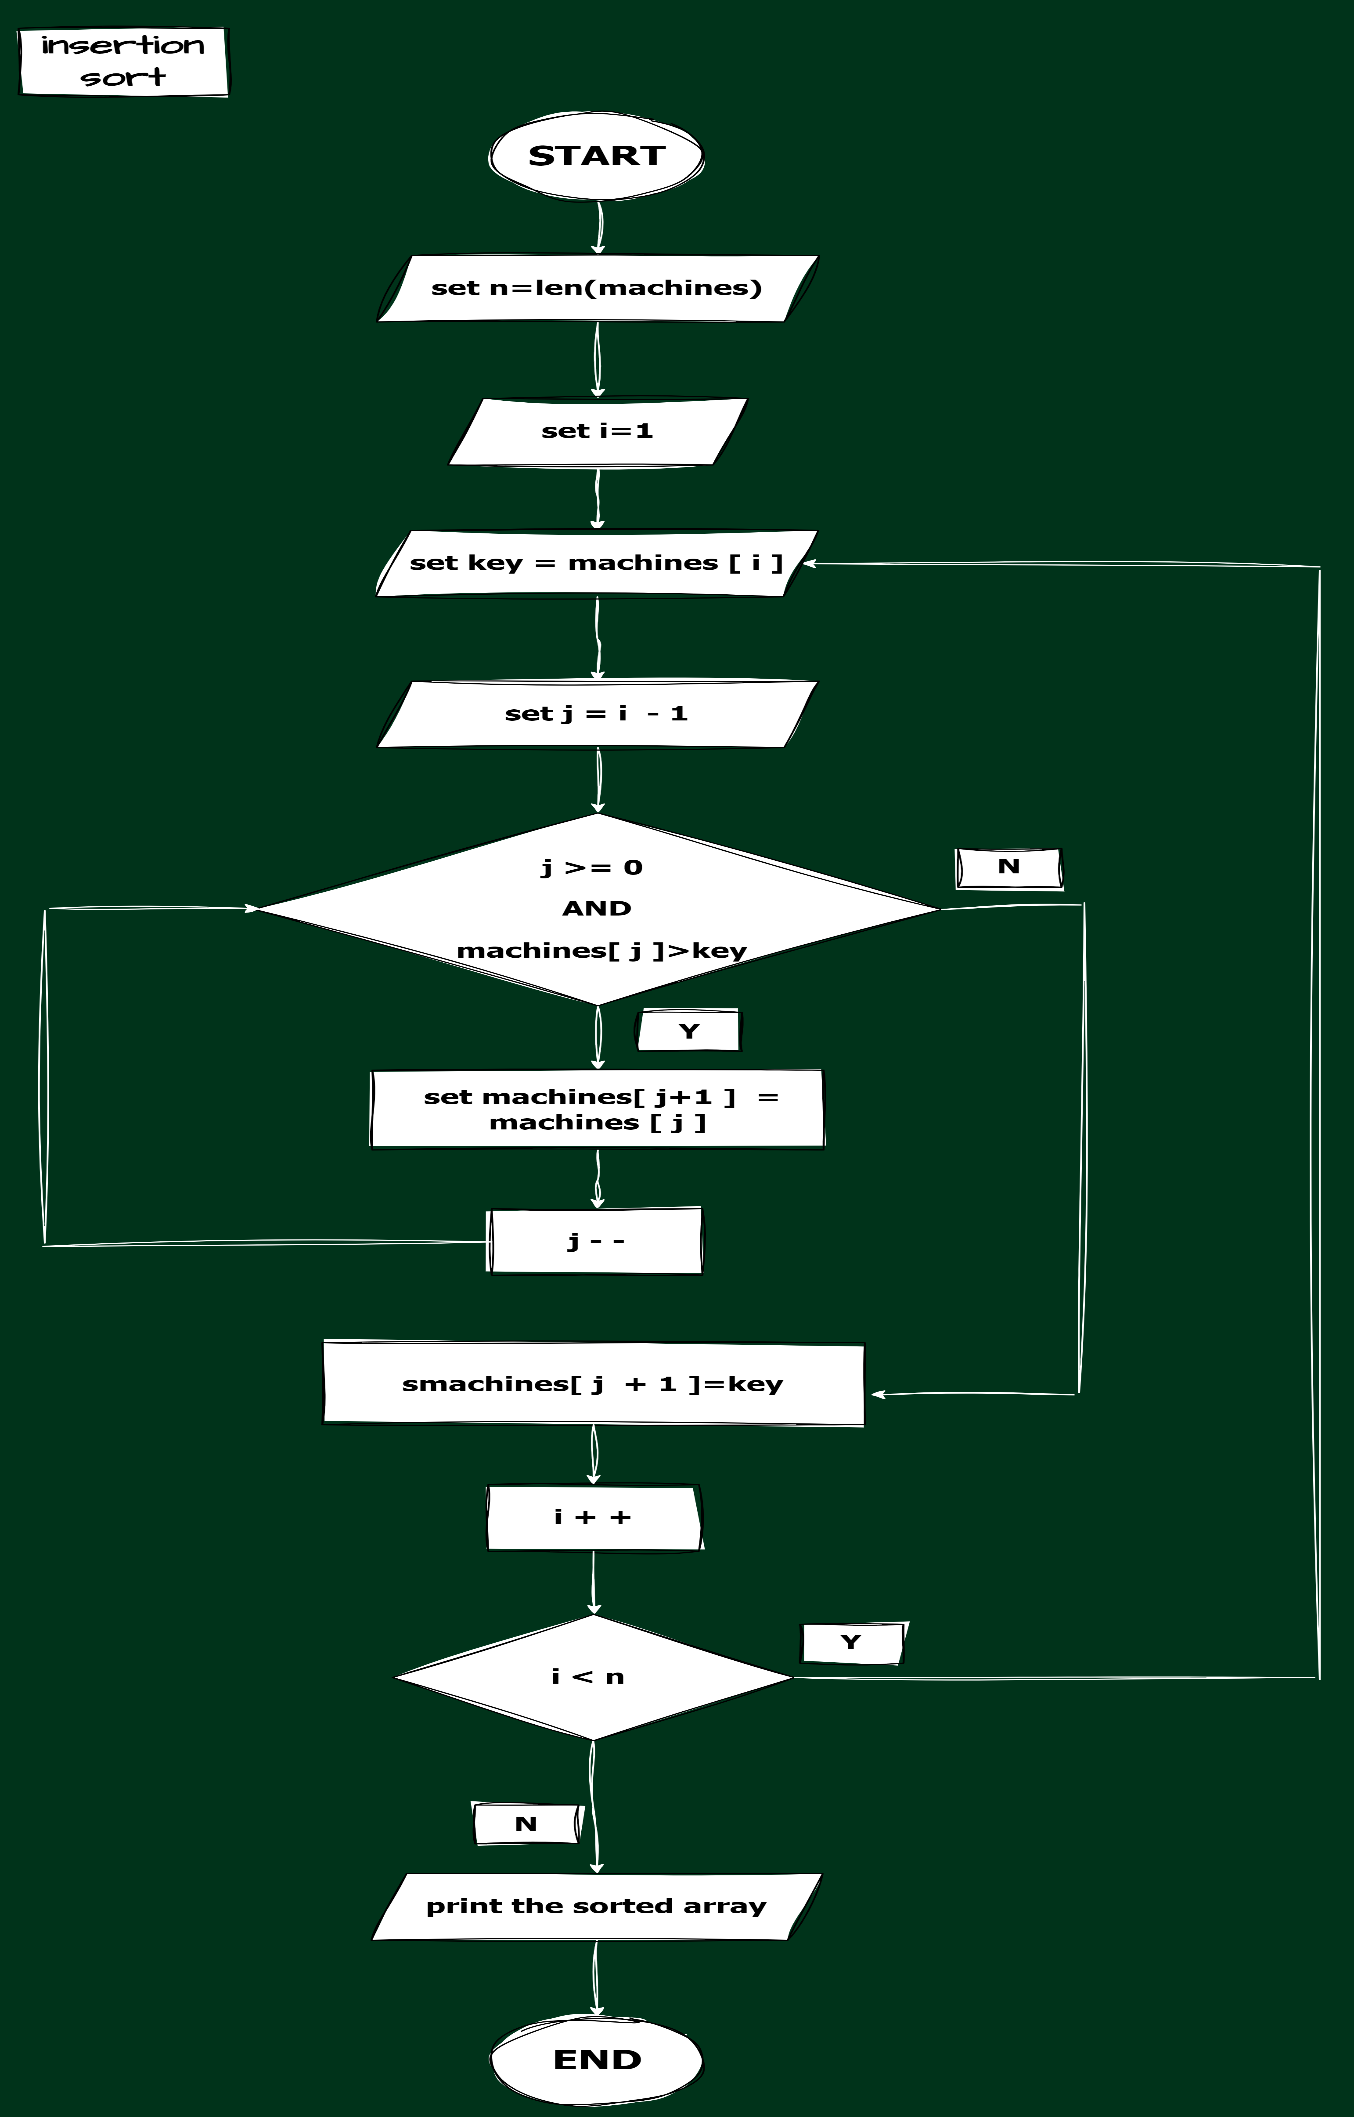 insertion
sort
START
set n=len(machines)
set i=1
set key = machines [ i ]
set j = i  - 1
j >= 0
AND
machines[ j ]>key
N
Y
set machines[ j+1 ]  =
machines [ j ]
j - -
smachines[ j  + 1 ]=key
i + +
i < n
Y
N
print the sorted array
END